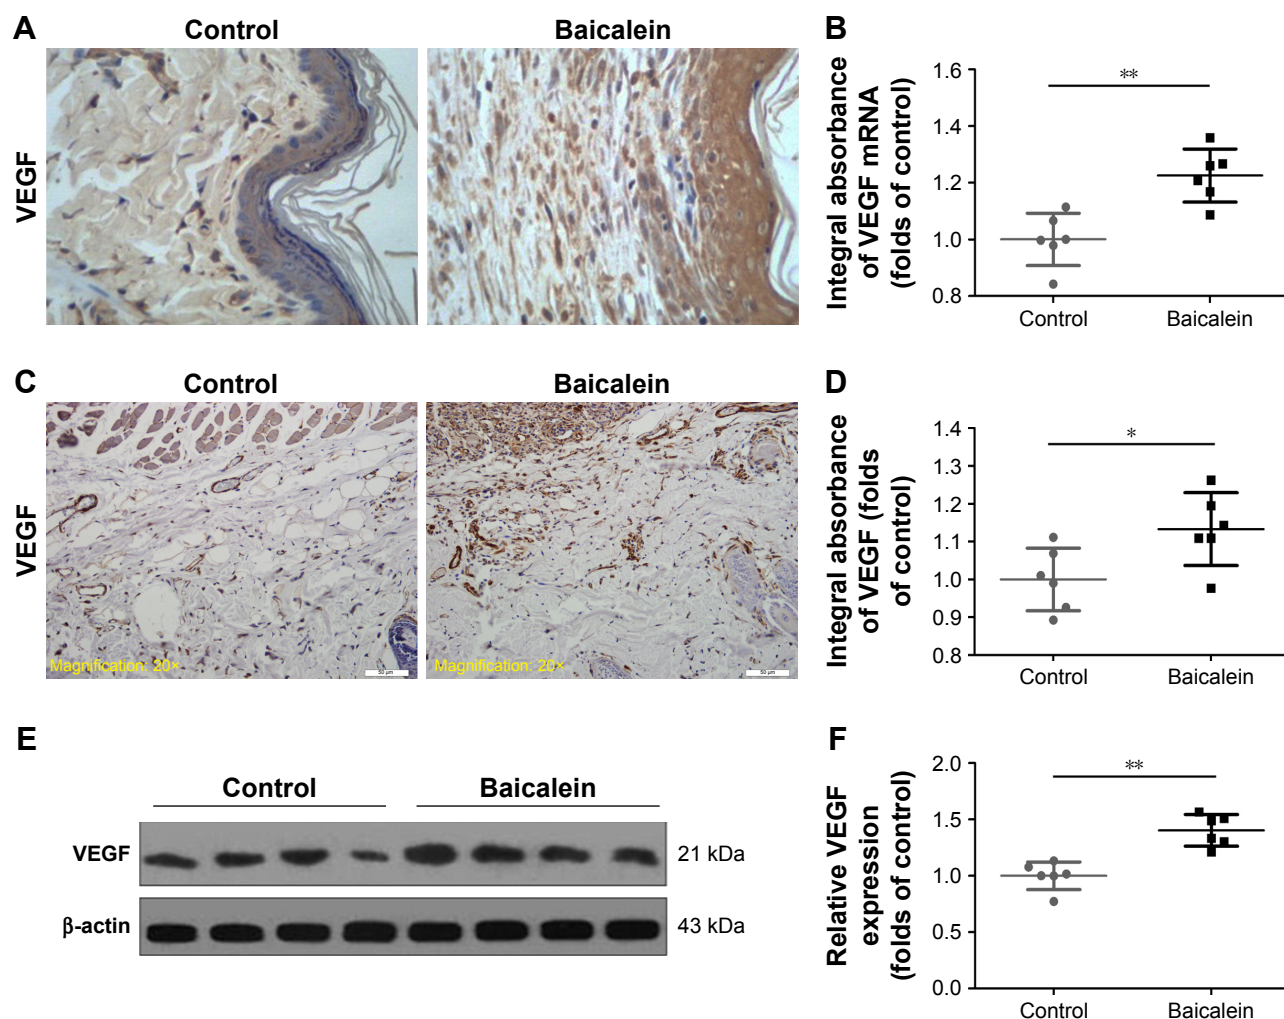 A
Control
Baicalein
VEGF
B
Integral absorbance
of VEGF mRNA
(folds of control)
1.6
1.4
1.2
1.0
0.8
**
Control
Baicalein
C
Control
Baicalein
VEGF
Magnification: 20×
50 µm
Magnification: 20×
50 µm
D
Integral absorbance
of VEGF (folds
of control)
1.4
1.3
1.2
1.1
1.0
0.9
0.8
*
Control
Baicalein
E
Control
Baicalein
VEGF
21 kDa
β-actin
43 kDa
F
Relative VEGF
expression
(folds of control)
2.0
1.5
1.0
0.5
0.0
**
Control
Baicalein